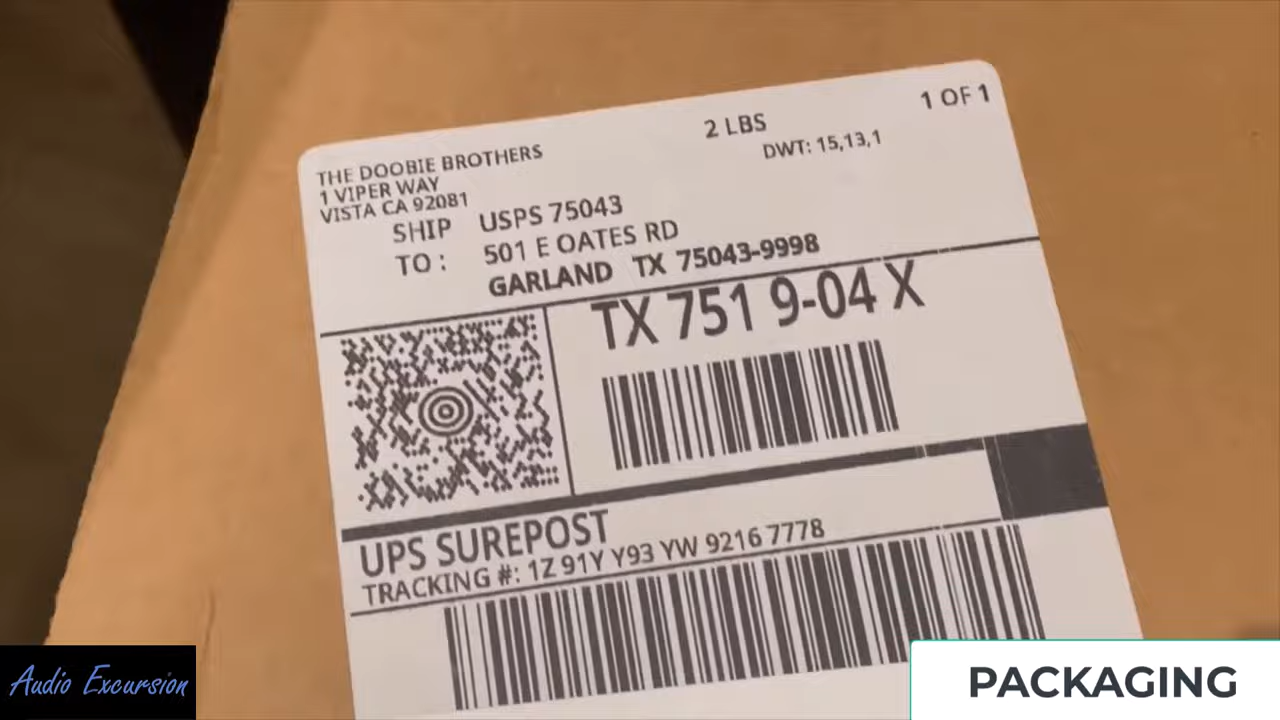 THE DOOBIE BROTHERS
1 VIPER WAY
VISTA CA 92081
2 LBS
1 OF 1
DWT: 15,13,1
SHIP TO:
USPS 75043
501 E OATES RD
GARLAND TX 75043-9998
TX 751 9-04 X
UPS SUREPOST
TRACKING #: 1Z 91Y Y93 YW 9216 7778
Audio Excursion
PACKAGING